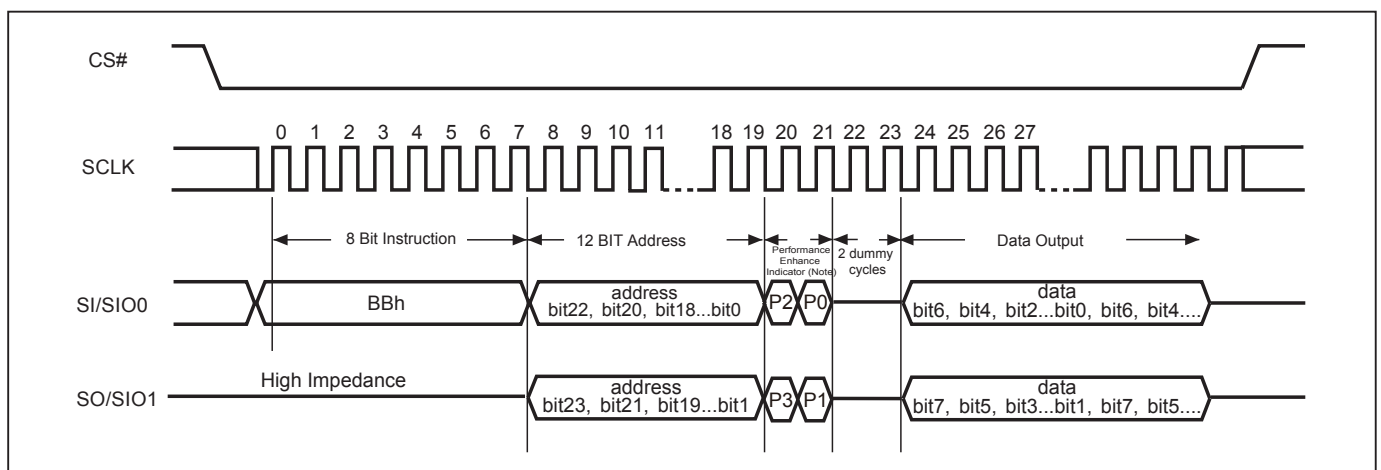 CS#
0 1 2 3 4 5 6 7 8 9 10 11 18 19 20 21 22 23 24 25 26 27
SCLK
8 Bit Instruction
12 BIT Address
Performance
Enhance
Indicator (Note)
2 dummy
cycles
Data Output
SI/SIO0
BBh
address
bit22, bit20, bit18...bit0
P2 P0
data
bit6, bit4, bit2...bit0, bit6, bit4....
High Impedance
SO/SIO1
address
bit23, bit21, bit19...bit1
P3 P1
data
bit7, bit5, bit3...bit1, bit7, bit5....